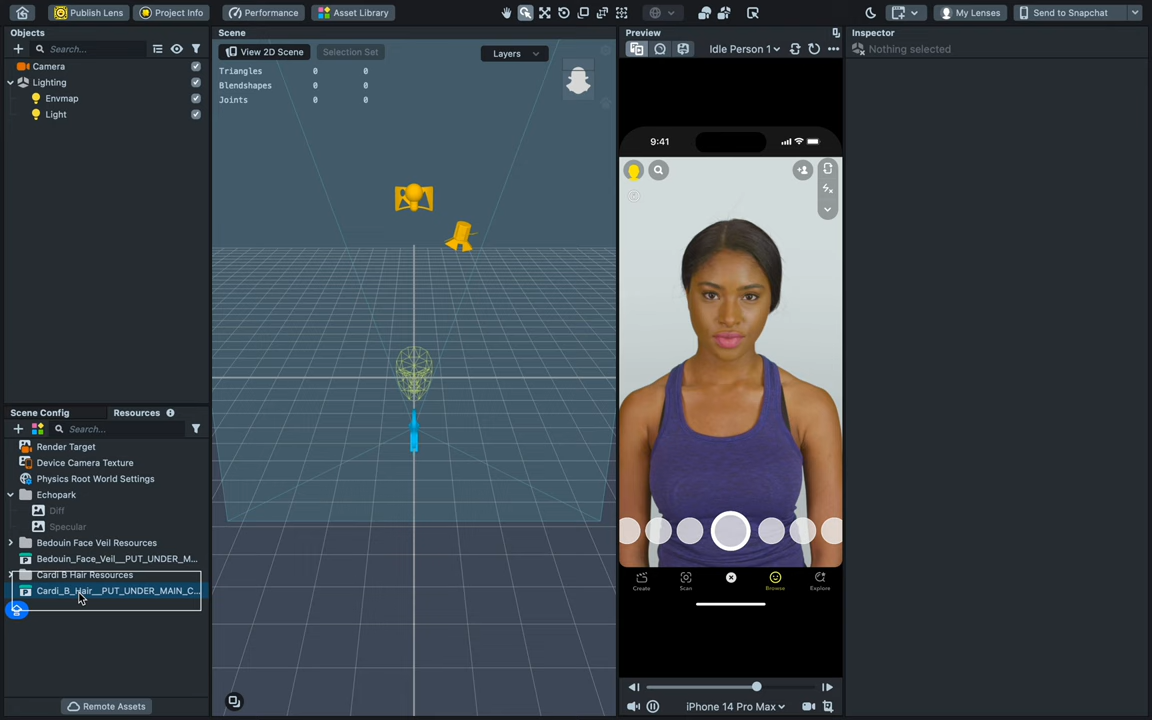 Publish Lens
Project Info
Performance
Asset Library
My Lenses
Send to Snapchat
Objects
Search...
Camera
Lighting
Envmap
Light
Scene
View 2D Scene
Selection Set
Layers
Triangles 0 0
Blendshapes 0 0
Joints 0 0
Preview
Idle Person 1
9:41
Create
Scan
Browse
Explore
iPhone 14 Pro Max
Inspector
Nothing selected
Scene Config
Resources
Search...
Render Target
Device Camera Texture
Physics Root World Settings
Echopark
Diff
Specular
Bedouin Face Veil Resources
Bedouin_Face_Veil__PUT_UNDER_M...
Cardi B Hair Resources
Cardi_B_Hair__PUT_UNDER_MAIN_C...
Remote Assets